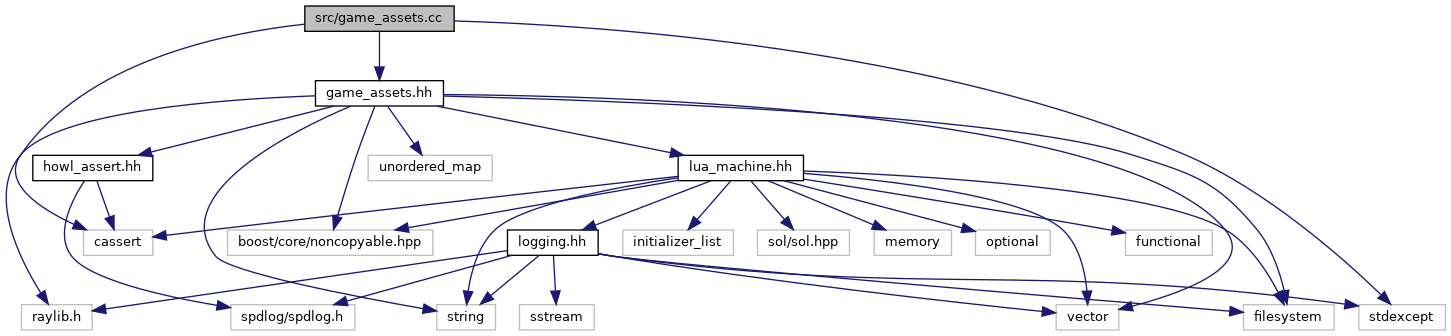 src/game_assets.cc
game_assets.hh
howl_assert.hh
unordered_map
lua_machine.hh
cassert
boost/core/noncopyable.hpp
logging.hh
initializer_list
sol/sol.hpp
memory
optional
functional
raylib.h
spdlog/spdlog.h
string
sstream
vector
filesystem
stdexcept